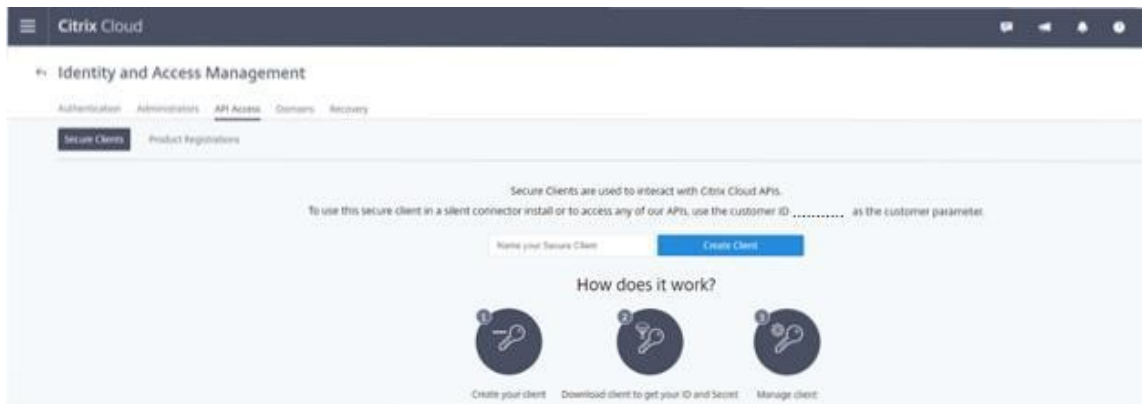 Citrix Cloud
Identity and Access Management
Authentication Administrators API Access Domains Recovery
Secure Clients Product Registrations
Secure Clients are used to interact with Citrix Cloud APIs.
To use this secure client in a silent connector install or to access any of our APIs, use the customer ID ........... as the customer parameter.
Name your Secure Client Create Client
How does it work?
1 2 3
Create your client Download client to get your ID and Secret Manage client